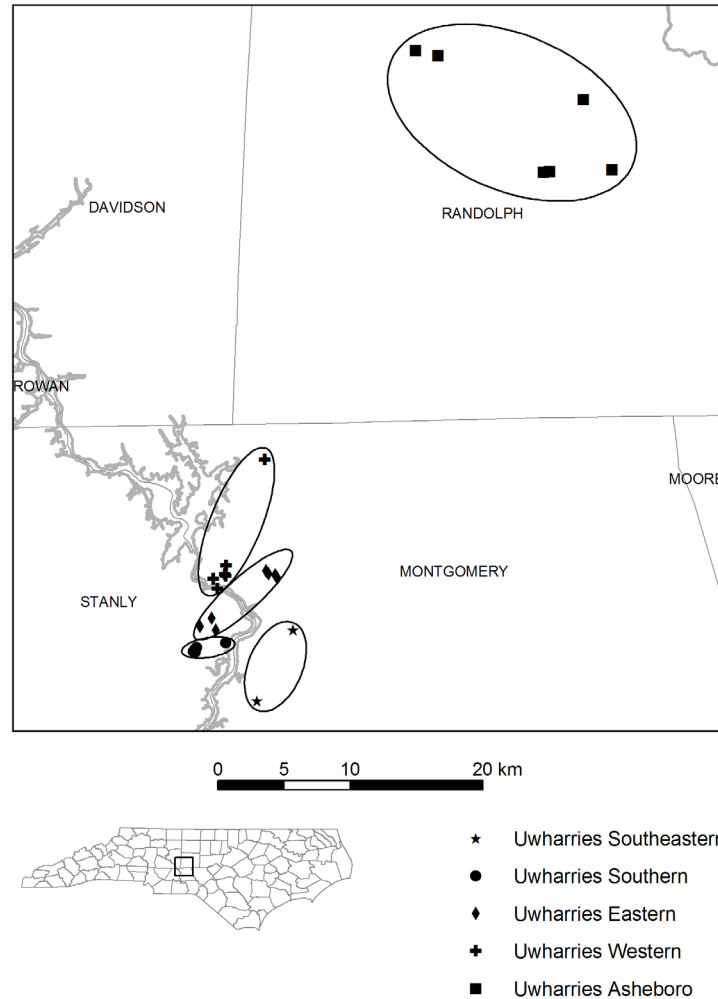 DAVIDSON
RANDOLPH
ROWAN
MOORE
MONTGOMERY
STANLY
0 5 10 20 km
Uwharries Southeastern
Uwharries Southern
Uwharries Eastern
Uwharries Western
Uwharries Asheboro